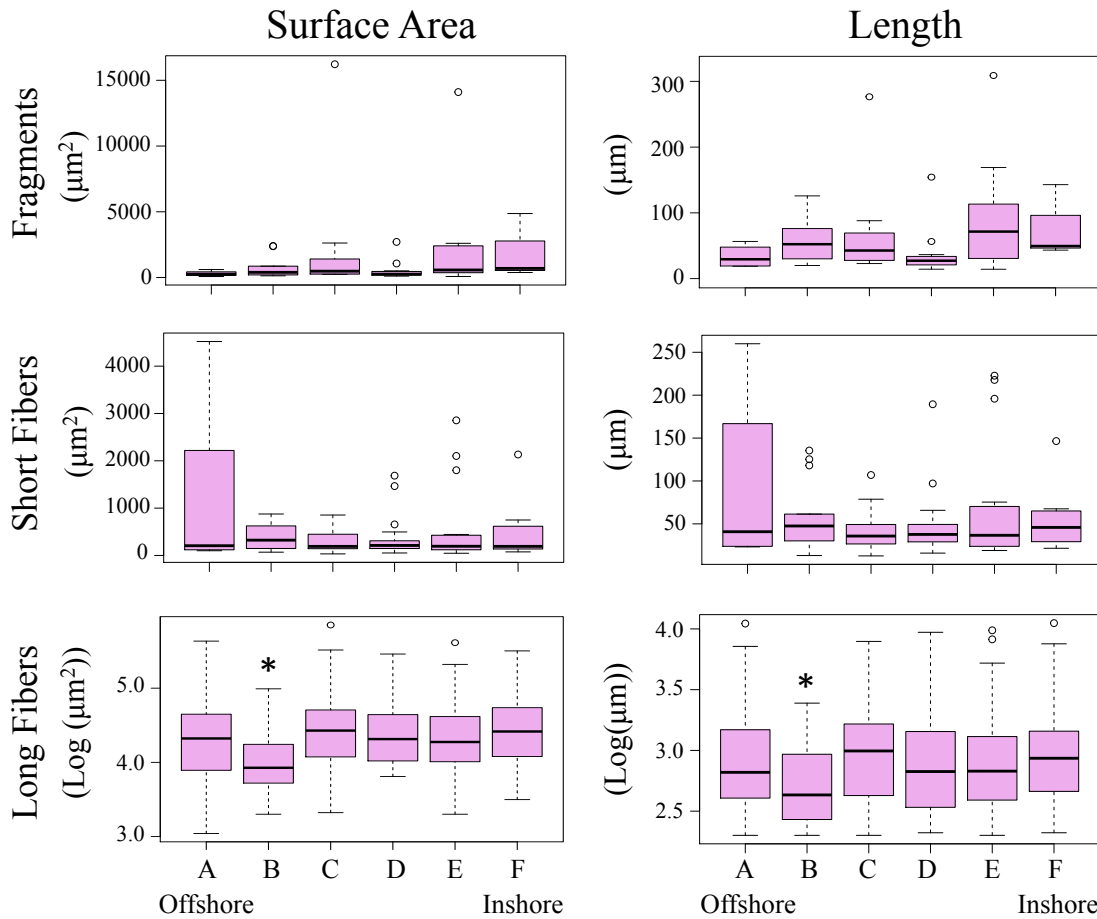 Surface Area
Length
Fragments
(μm²)
15000
10000
5000
0
(μm)
300
200
100
0
Short Fibers
(μm²)
4000
3000
2000
1000
0
(μm)
250
200
150
100
50
Long Fibers
(Log (μm²))
5.0
4.0
3.0
*
(Log(μm))
4.0
3.5
3.0
2.5
*
A B C D E F
Offshore Inshore
A B C D E F
Offshore Inshore